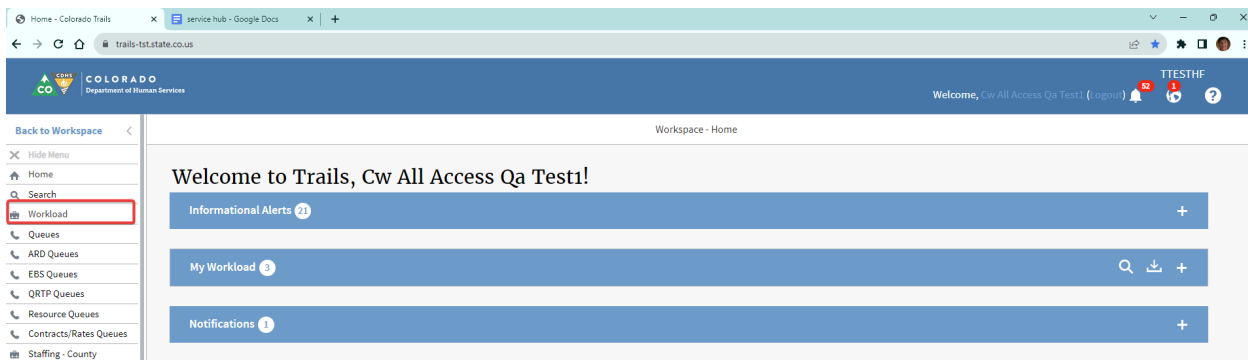 Home - Colorado Trails
service hub - Google Docs
trails-tst.state.co.us
CDHS
CO
COLORADO
Department of Human Services
TTESTHF
Welcome, Cw All Access Qa Test1 (Logout)
52
1
?
Back to Workspace
Workspace - Home
Hide Menu
Home
Search
Workload
Queues
ARD Queues
EBS Queues
QRTP Queues
Resource Queues
Contracts/Rates Queues
Staffing - County
Welcome to Trails, Cw All Access Qa Test1!
Informational Alerts 21
My Workload 3
Notifications 1